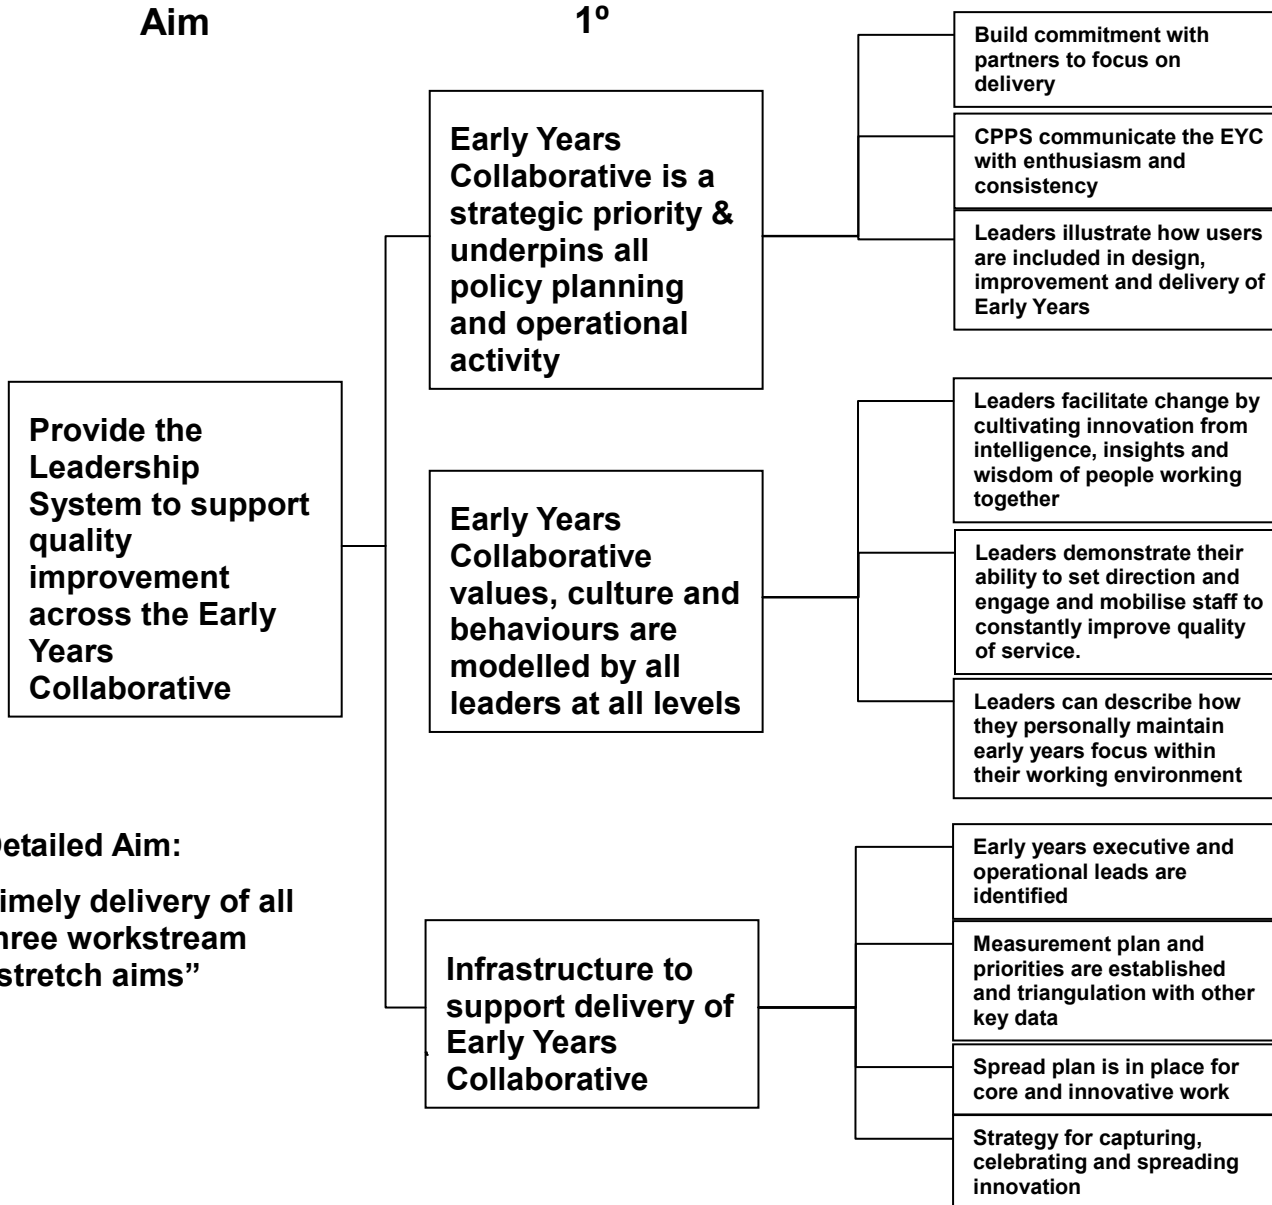 Aim
1º
Build commitment with
partners to focus on
delivery
CPPS communicate the EYC
with enthusiasm and
consistency
Leaders illustrate how users
are included in design,
improvement and delivery of
Early Years
Early Years
Collaborative is a
strategic priority &
underpins all
policy planning
and operational
activity
Provide the
Leadership
System to support
quality
improvement
across the Early
Years
Collaborative
Early Years
Collaborative
values, culture and
behaviours are
modelled by all
leaders at all levels
Leaders facilitate change by
cultivating innovation from
intelligence, insights and
wisdom of people working
together
Leaders demonstrate their
ability to set direction and
engage and mobilise staff to
constantly improve quality
of service.
Leaders can describe how
they personally maintain
early years focus within
their working environment
etailed Aim:
imely delivery of all
hree workstream
stretch aims”
Infrastructure to
support delivery of
Early Years
Collaborative
Early years executive and
operational leads are
identified
Measurement plan and
priorities are established
and triangulation with other
key data
Spread plan is in place for
core and innovative work
Strategy for capturing,
celebrating and spreading
innovation